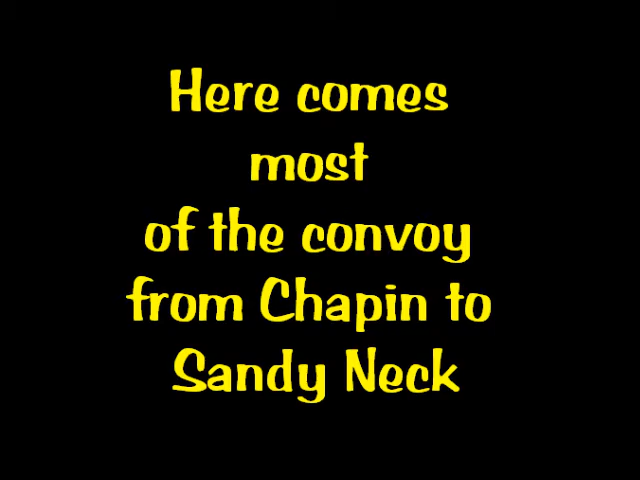 Here comes
most
of the convoy
from Chapin to
Sandy Neck